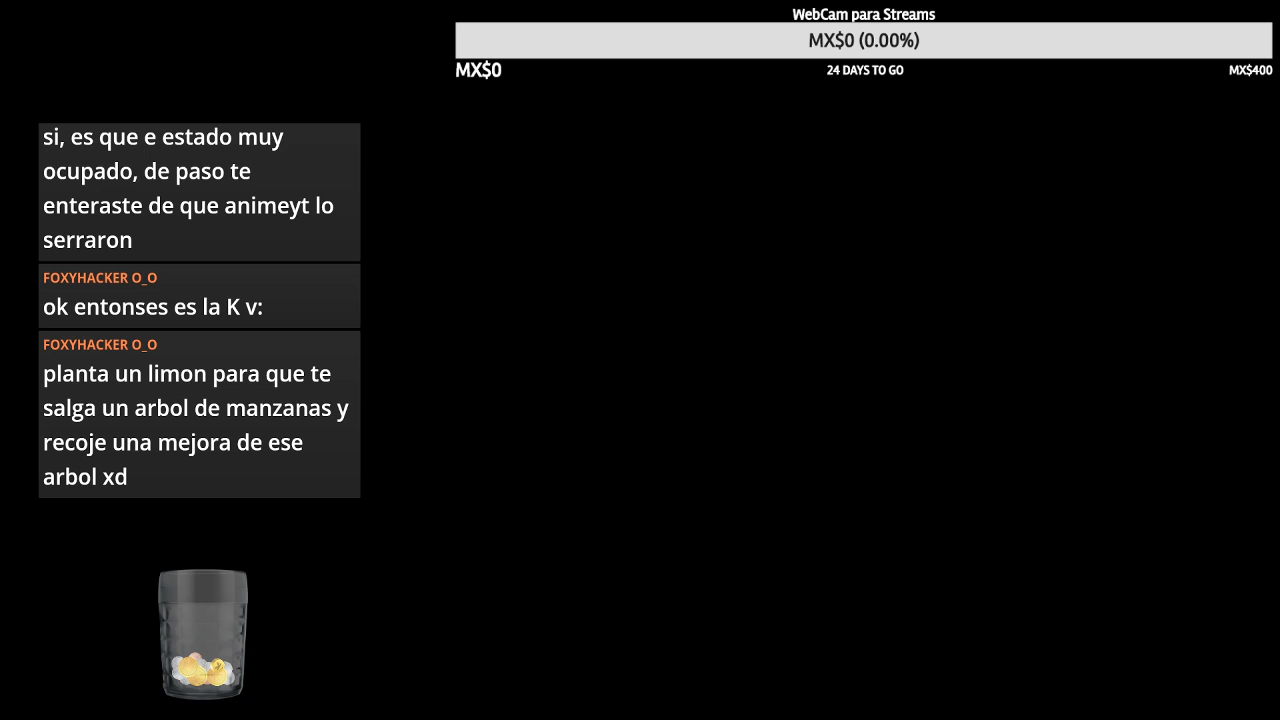 WebCam para Streams
MX$0 (0.00%)
MX$0
24 DAYS TO GO
MX$400
si, es que e estado muy
ocupado, de paso te
enteraste de que animeyt lo
serraron
FOXYHACKER O_O
ok entonses es la K v:
FOXYHACKER O_O
planta un limon para que te
salga un arbol de manzanas y
recoje una mejora de ese
arbol xd